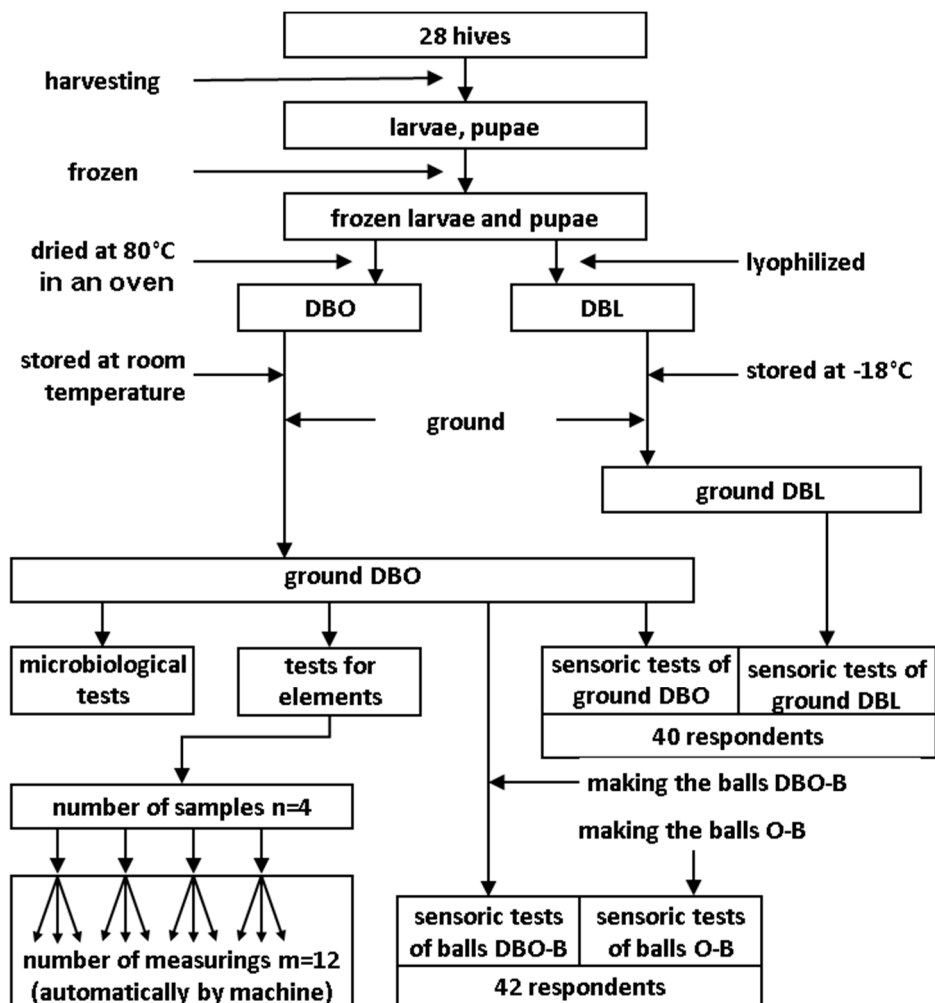 28 hives
harvesting
larvae, pupae
frozen
frozen larvae and pupae
dried at 80°C
in an oven
lyophilized
DBO
DBL
stored at room
temperature
stored at -18°C
ground
ground DBL
ground DBO
microbiological
tests
tests for
elements
sensoric tests of
ground DBO
sensoric tests of
ground DBL
40 respondents
number of samples n=4
making the balls DBO-B
making the balls O-B
number of measurings m=12
(automatically by machine)
sensoric tests
of balls DBO-B
sensoric tests
of balls O-B
42 respondents